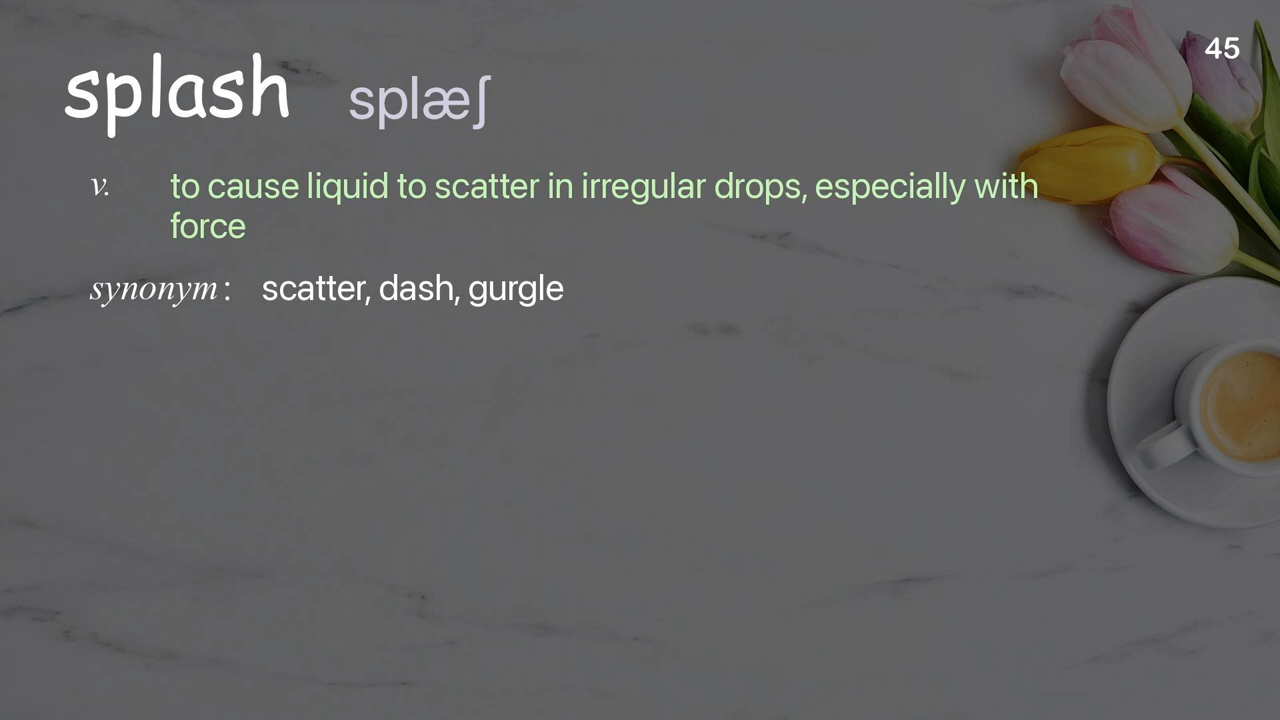 45
splash splæʃ
v. to cause liquid to scatter in irregular drops, especially with
force
synonym: scatter, dash, gurgle